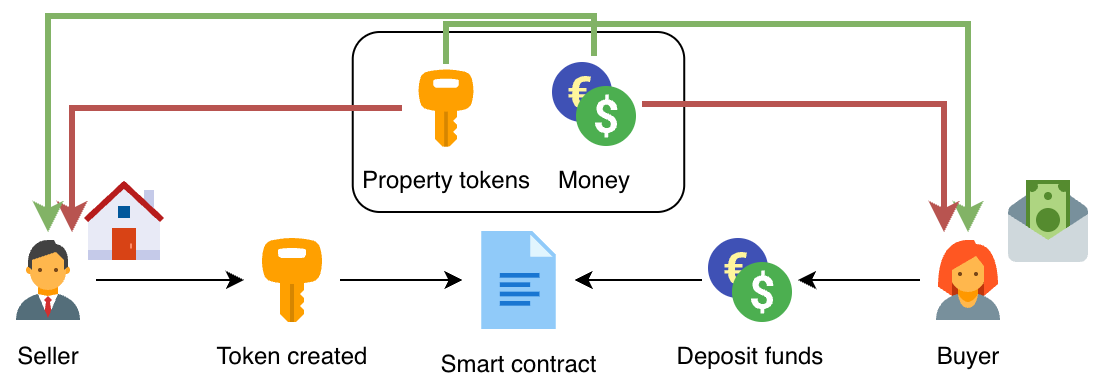 €
$
Property tokens
Money
€
$
Seller
Token created
Smart contract
Deposit funds
Buyer